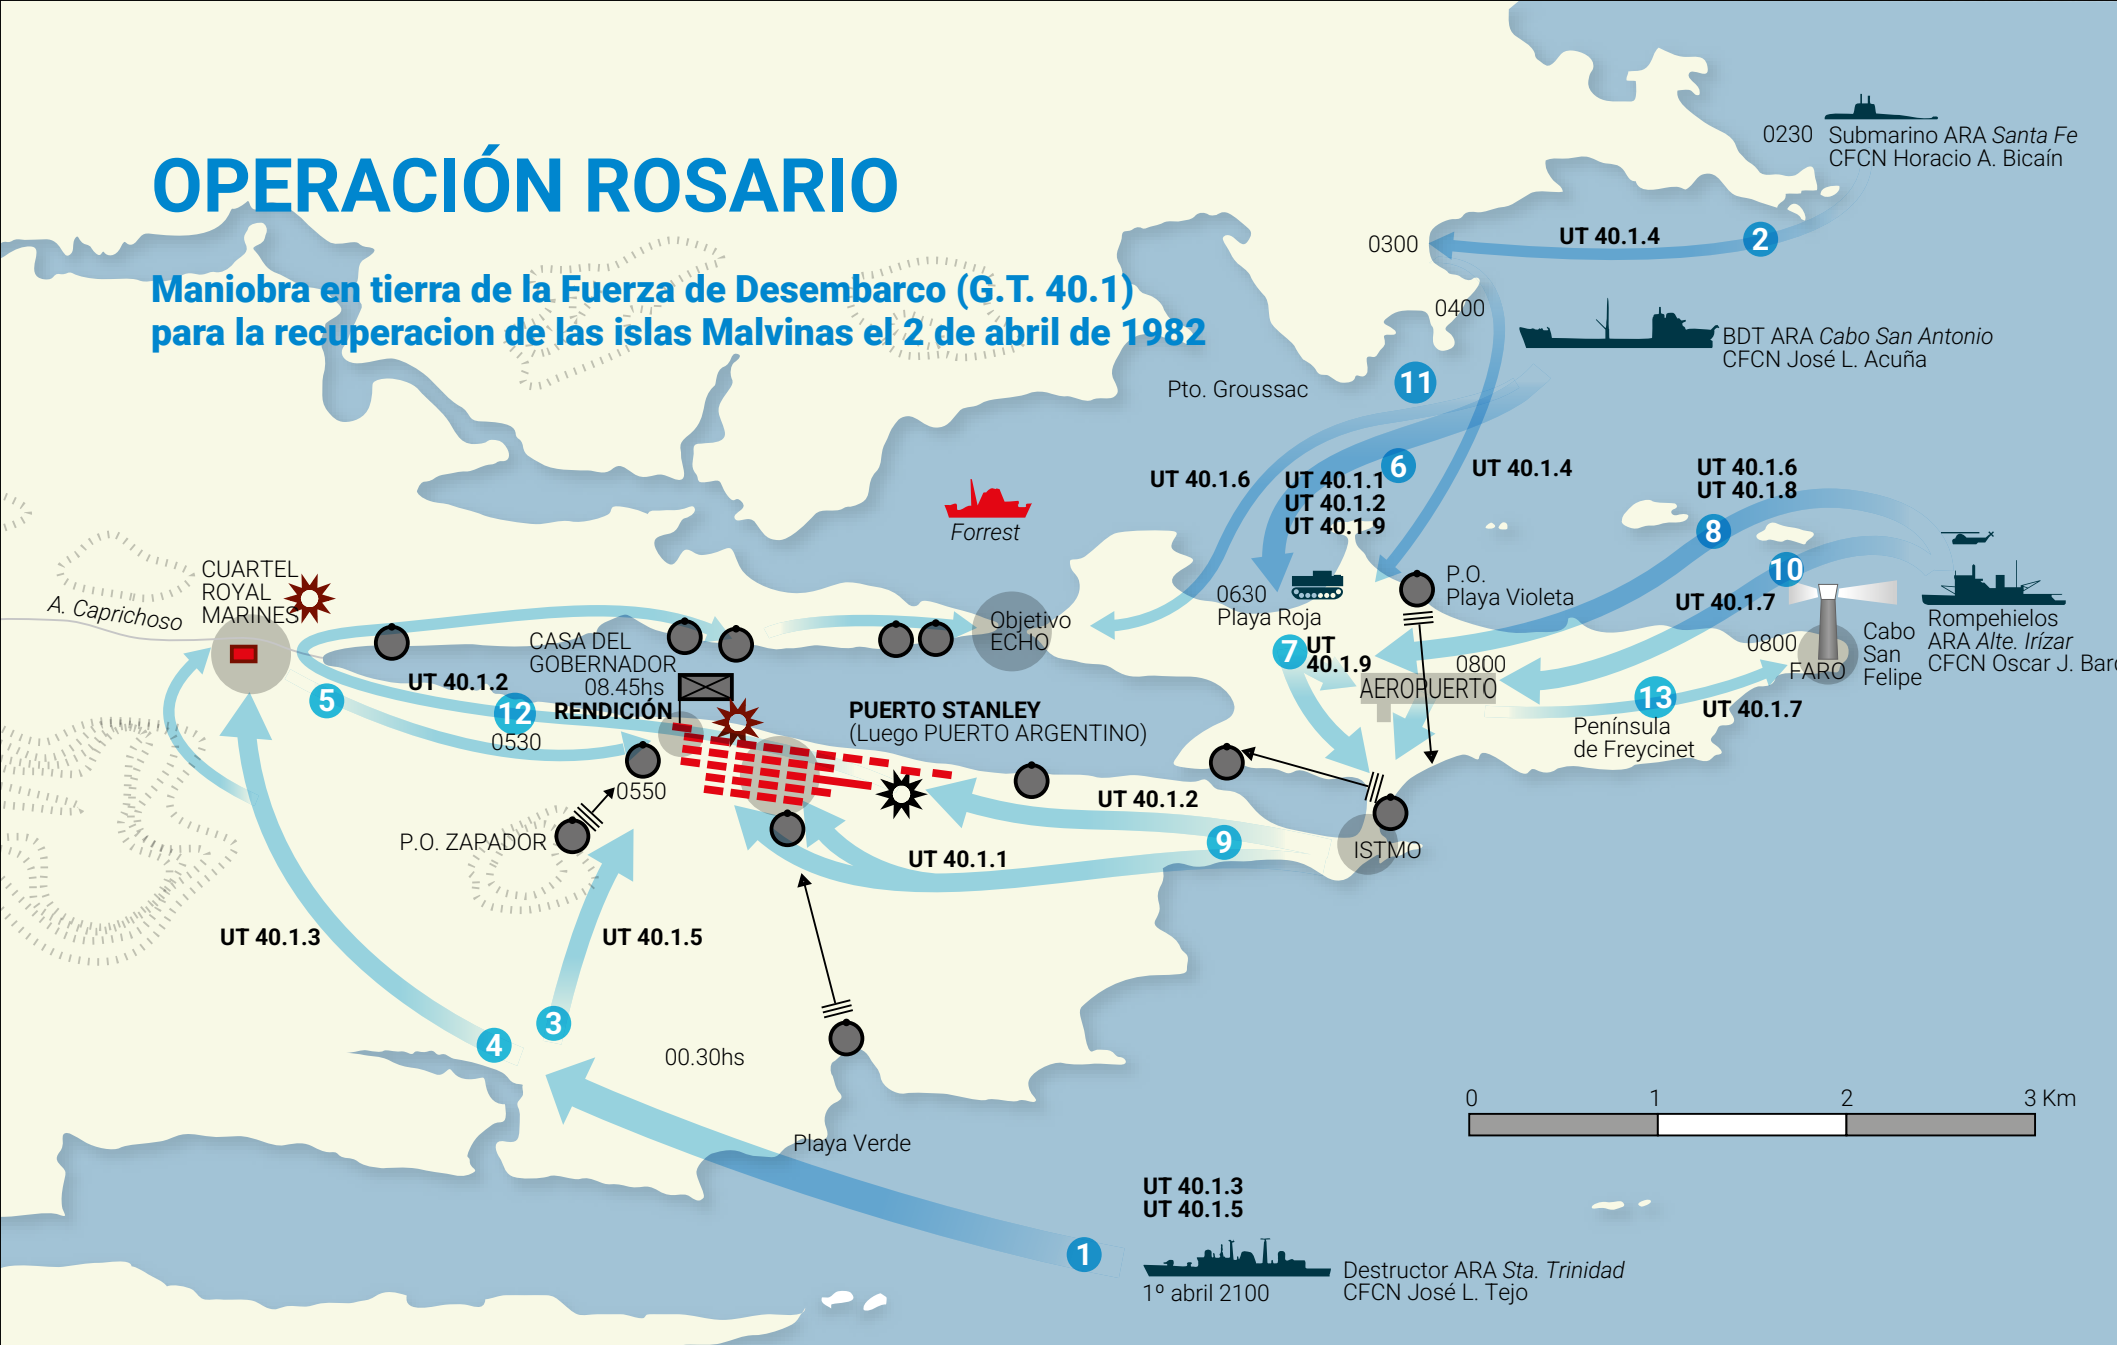 OPERACIÓN ROSARIO
Maniobra en tierra de la Fuerza de Desembarco (G.T. 40.1)
para la recuperacion de las islas Malvinas el 2 de abril de 1982
0230
Submarino ARA Santa Fe
CFCN Horacio A. Bicaín
0300
UT 40.1.4
2
0400
BDT ARA Cabo San Antonio
CFCN José L. Acuña
Pto. Groussac
11
6
UT 40.1.6
UT 40.1.1
UT 40.1.2
UT 40.1.9
UT 40.1.4
UT 40.1.6
UT 40.1.8
8
10
Forrest
CUARTEL
ROYAL
MARINES
A. Caprichoso
0630
Playa Roja
P.O.
Playa Violeta
UT 40.1.7
Rompehielos
ARA Alte. Irízar
CFCN Oscar J. Barc
Cabo
San
Felipe
0800
FARO
Objetivo
ECHO
CASA DEL
GOBERNADOR
08.45hs
RENDICIÓN
7
UT
40.1.9
0800
AEROPUERTO
13
UT 40.1.7
Península
de Freycinet
5
UT 40.1.2
12
0530
PUERTO STANLEY
(Luego PUERTO ARGENTINO)
0550
UT 40.1.2
9
P.O. ZAPADOR
UT 40.1.1
ISTMO
UT 40.1.3
UT 40.1.5
3
4
00.30hs
Playa Verde
0
1
2
3 Km
UT 40.1.3
UT 40.1.5
1
1º abril 2100
Destructor ARA Sta. Trinidad
CFCN José L. Tejo